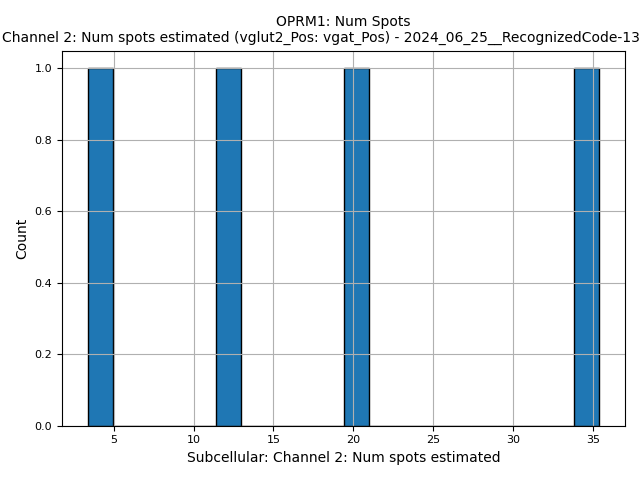 OPRM1: Num Spots
Channel 2: Num spots estimated (vglut2_Pos: vgat_Pos) - 2024_06_25__RecognizedCode-13
1.0
0.8
0.6
0.4
0.2
0.0
Count
5 10 15 20 25 30 35
Subcellular: Channel 2: Num spots estimated